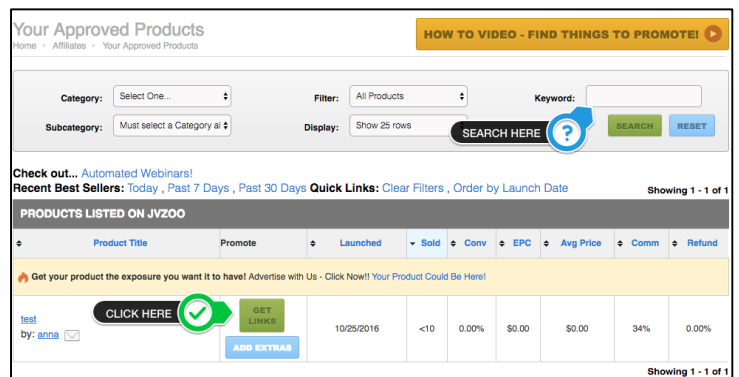 Your Approved Products
Home › Affiliates › Your Approved Products
HOW TO VIDEO - FIND THINGS TO PROMOTE!
Category: Select One... Filter: All Products Keyword:
Subcategory: Must select a Category al Display: Show 25 rows SEARCH HERE ? SEARCH RESET
Check out... Automated Webinars!
Recent Best Sellers: Today , Past 7 Days , Past 30 Days Quick Links: Clear Filters , Order by Launch Date Showing 1 - 1 of 1
PRODUCTS LISTED ON JVZOO
Product Title Promote Launched Sold Conv EPC Avg Price Comm Refund
Get your product the exposure you want it to have! Advertise with Us - Click Now!! Your Product Could Be Here!
test CLICK HERE GET LINKS 10/25/2016 <10 0.00% $0.00 $0.00 34% 0.00%
by: anna ADD EXTRAS
Showing 1 - 1 of 1